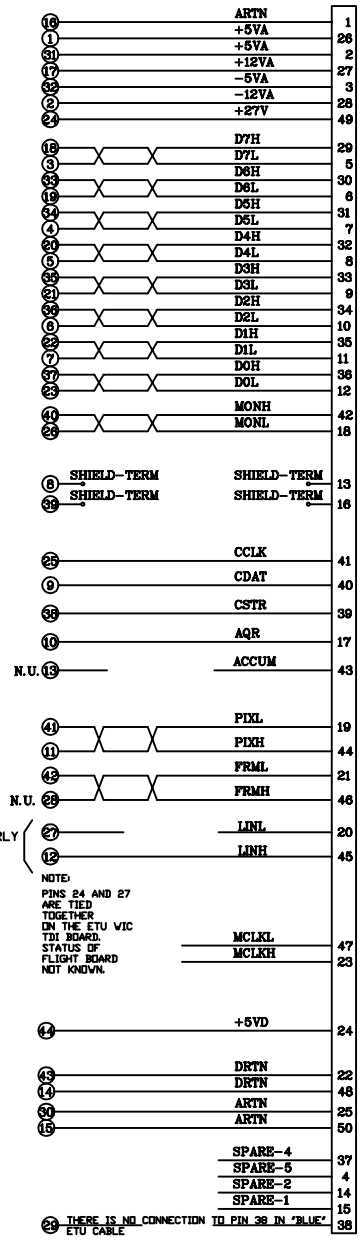 16 ARTN 1
1 +5VA 26
31 +5VA 2
17 +12VA 27
32 -5VA 3
2 -12VA 28
24 +27V 49
18 D7H 29
3 D7L 5
33 D6H 30
19 D6L 6
34 D5H 31
4 D5L 7
20 D4H 32
5 D4L 8
35 D3H 33
21 D3L 9
36 D2H 34
6 D2L 10
22 D1H 35
7 D1L 11
37 D0H 36
23 D0L 12
40 MONH 42
26 MONL 18
8 SHIELD-TERM SHIELD-TERM 13
39 SHIELD-TERM SHIELD-TERM 16
25 CCLK 41
9 CDAT 40
38 CSTR 39
10 AQR 17
N.U. 13 ACCUM 43
41 PIXL 19
11 PIXH 44
42 FRML 21
N.U. 28 FRMH 46
RLY 27 LINL 20
12 LINH 45
NOTE:
PINS 24 AND 27
ARE TIED
TOGETHER
ON THE ETU WIC
TDI BOARD.
STATUS OF
FLIGHT BOARD
NOT KNOWN.
MCLKL 47
MCLKH 23
44 +5VD 24
43 DRTN 22
14 DRTN 48
30 ARTN 25
15 ARTN 50
SPARE-4 37
SPARE-5 4
SPARE-2 14
SPARE-1 15
29 THERE IS NO CONNECTION TO PIN 38 IN "BLUE" 38
ETU CABLE